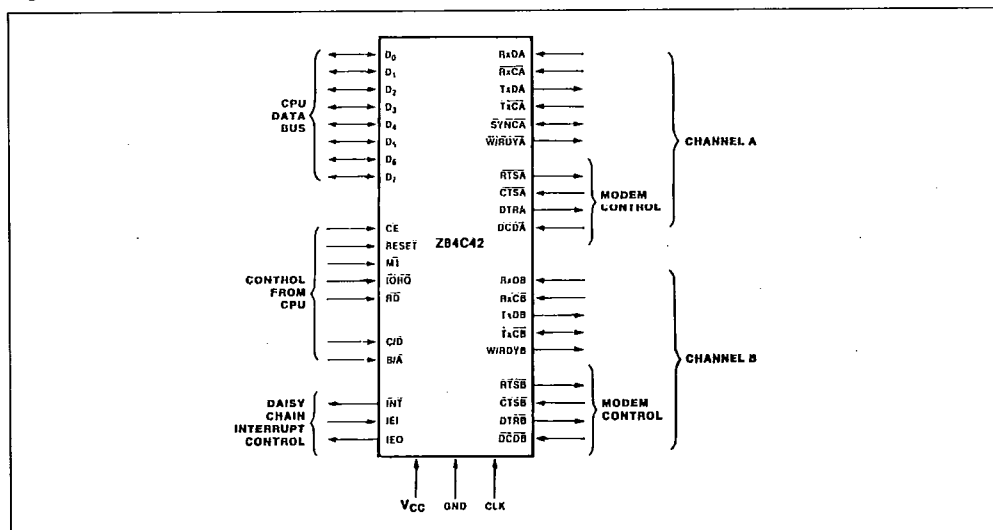 D0
D1
D2
D3
D4
D5
D6
D7
CPU
DATA
BUS
CE
RESET
M1
IORQ
RD
C/D
B/A
CONTROL
FROM
CPU
INT
IEI
IEO
DAISY
CHAIN
INTERRUPT
CONTROL
Z84C42
RxDA
RxCA
TxDA
TxCA
SYNCA
W/RDYA
RTSA
CTSA
DTRA
DCDA
MODEM
CONTROL
CHANNEL A
RxDB
RxCB
TxDB
TxCB
W/RDYB
RTSB
CTSB
DTRB
DCDB
MODEM
CONTROL
CHANNEL B
VCC GND CLK